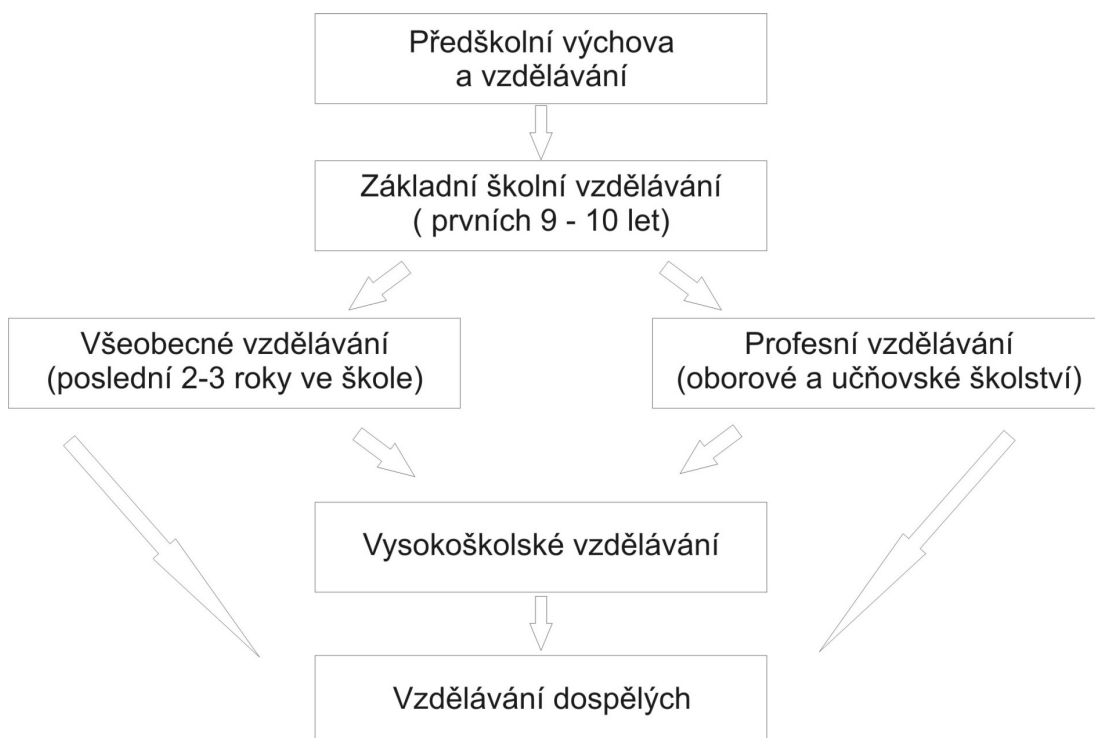 Předškolní výchova
a vzdělávání
Základní školní vzdělávání
( prvních 9 - 10 let)
Všeobecné vzdělávání
(poslední 2-3 roky ve škole)
Profesní vzdělávání
(oborové a učňovské školství)
Vysokoškolské vzdělávání
Vzdělávání dospělých